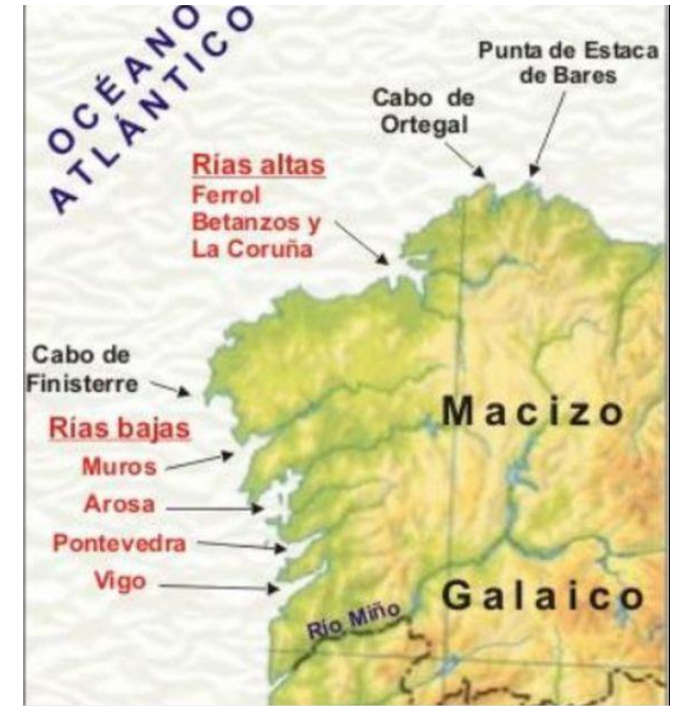 OCÉANO
ATLÁNTICO
Punta de Estaca
de Bares
Cabo de
Ortegal
Rías altas
Ferrol
Betanzos y
La Coruña
Cabo de
Finisterre
Rías bajas
Muros
Arosa
Pontevedra
Vigo
Macizo
Galaico
Río Miño